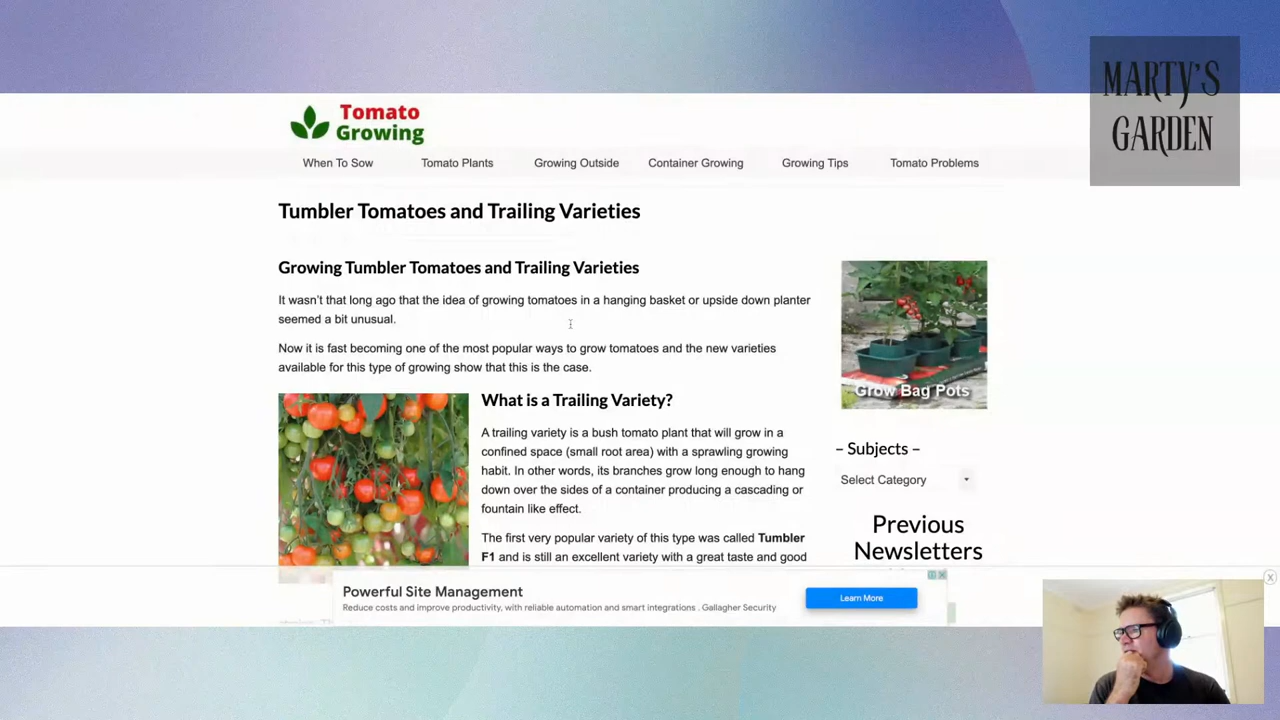 MARTY'S
GARDEN
Tomato
Growing
When To Sow
Tomato Plants
Growing Outside
Container Growing
Growing Tips
Tomato Problems
Tumbler Tomatoes and Trailing Varieties
Growing Tumbler Tomatoes and Trailing Varieties
It wasn't that long ago that the idea of growing tomatoes in a hanging basket or upside down planter
seemed a bit unusual.
Now it is fast becoming one of the most popular ways to grow tomatoes and the new varieties
available for this type of growing show that this is the case.
What is a Trailing Variety?
A trailing variety is a bush tomato plant that will grow in a
confined space (small root area) with a sprawling growing
habit. In other words, its branches grow long enough to hang
down over the sides of a container producing a cascading or
fountain like effect.
The first very popular variety of this type was called Tumbler
F1 and is still an excellent variety with a great taste and good
Grow Bag Pots
– Subjects –
Select Category
Previous
Newsletters
Powerful Site Management
Reduce costs and improve productivity, with reliable automation and smart integrations . Gallagher Security
Learn More
X